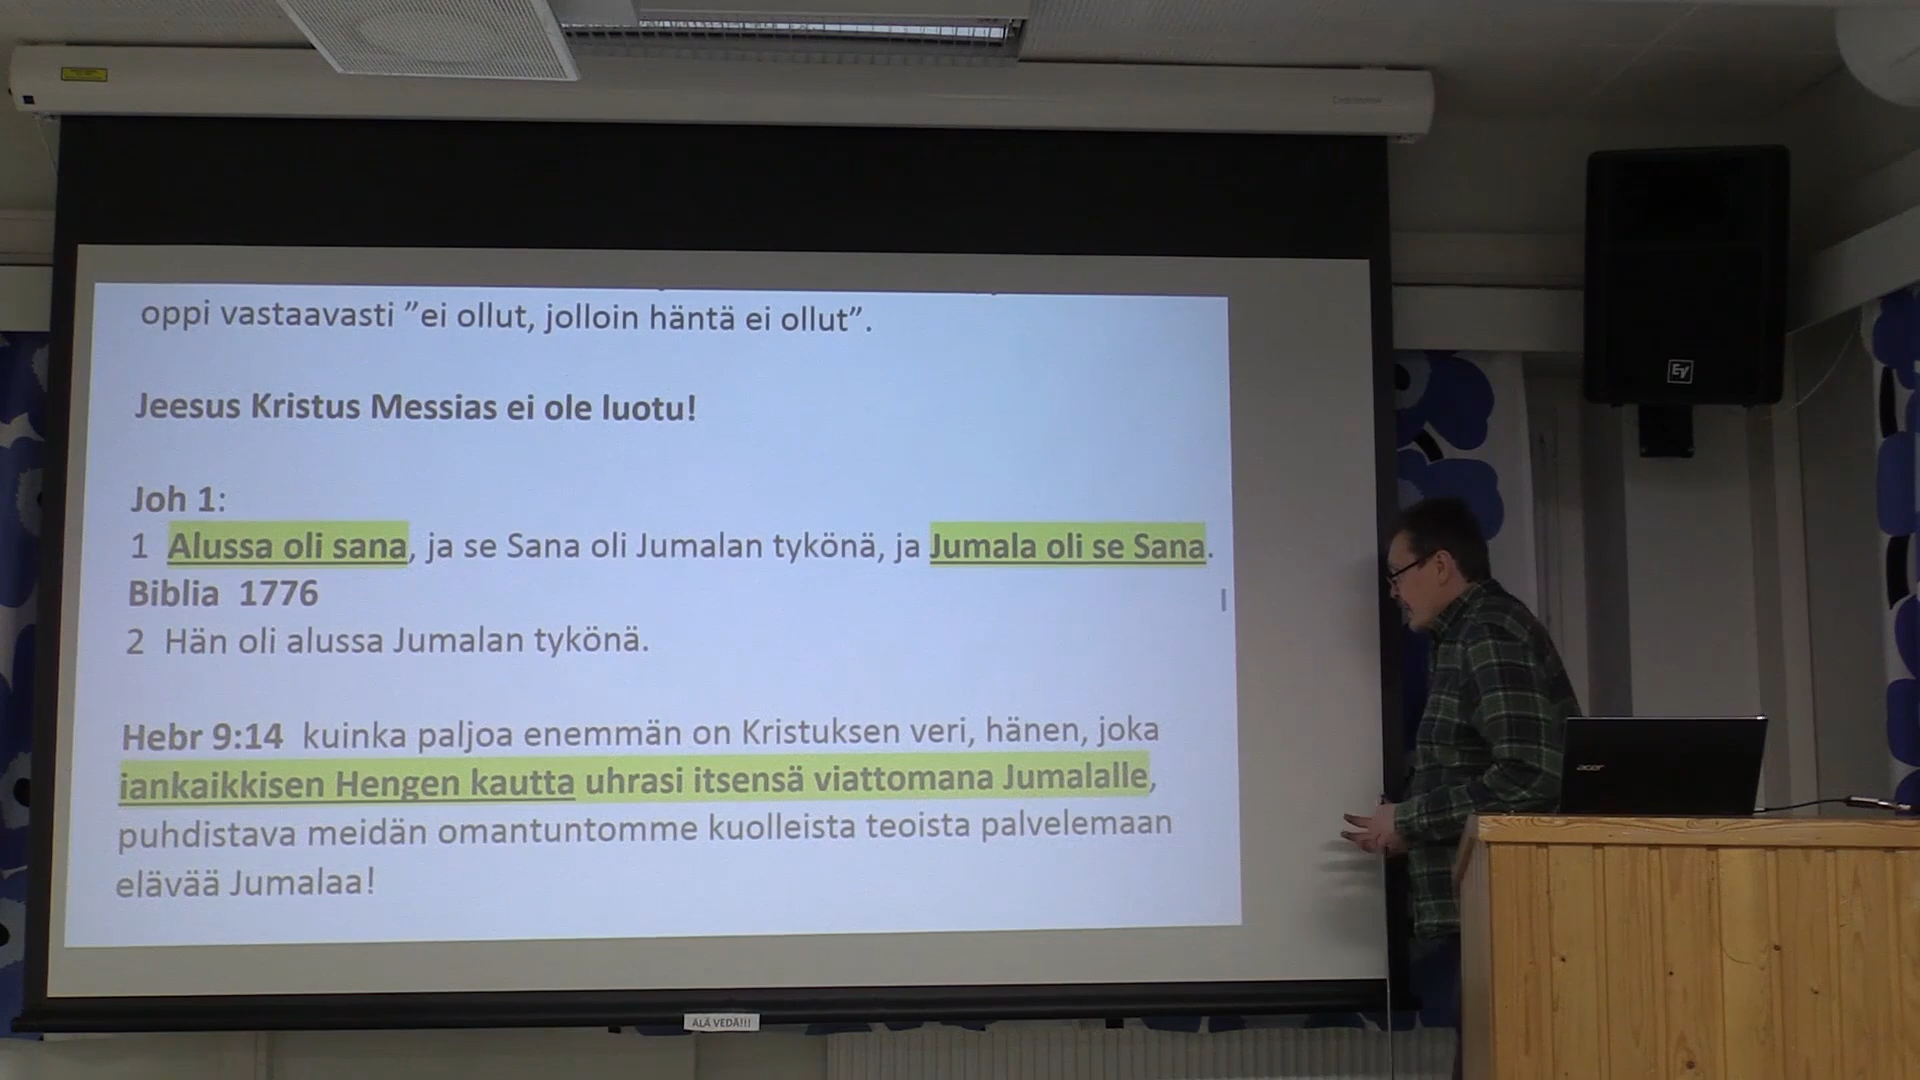 oppi vastaavasti ”ei ollut, jolloin häntä ei ollut”.
Jeesus Kristus Messias ei ole luotu!
Joh 1:
1 Alussa oli sana, ja se Sana oli Jumalan tykönä, ja Jumala oli se Sana.
Biblia 1776
2 Hän oli alussa Jumalan tykönä.
Hebr 9:14 kuinka paljoa enemmän on Kristuksen veri, hänen, joka
iankaikkisen Hengen kautta uhrasi itsensä viattomana Jumalalle,
puhdistava meidän omantuntomme kuolleista teoista palvelemaan
elävää Jumalaa!
ÄLÄ VEDÄ!!!
EV
acer